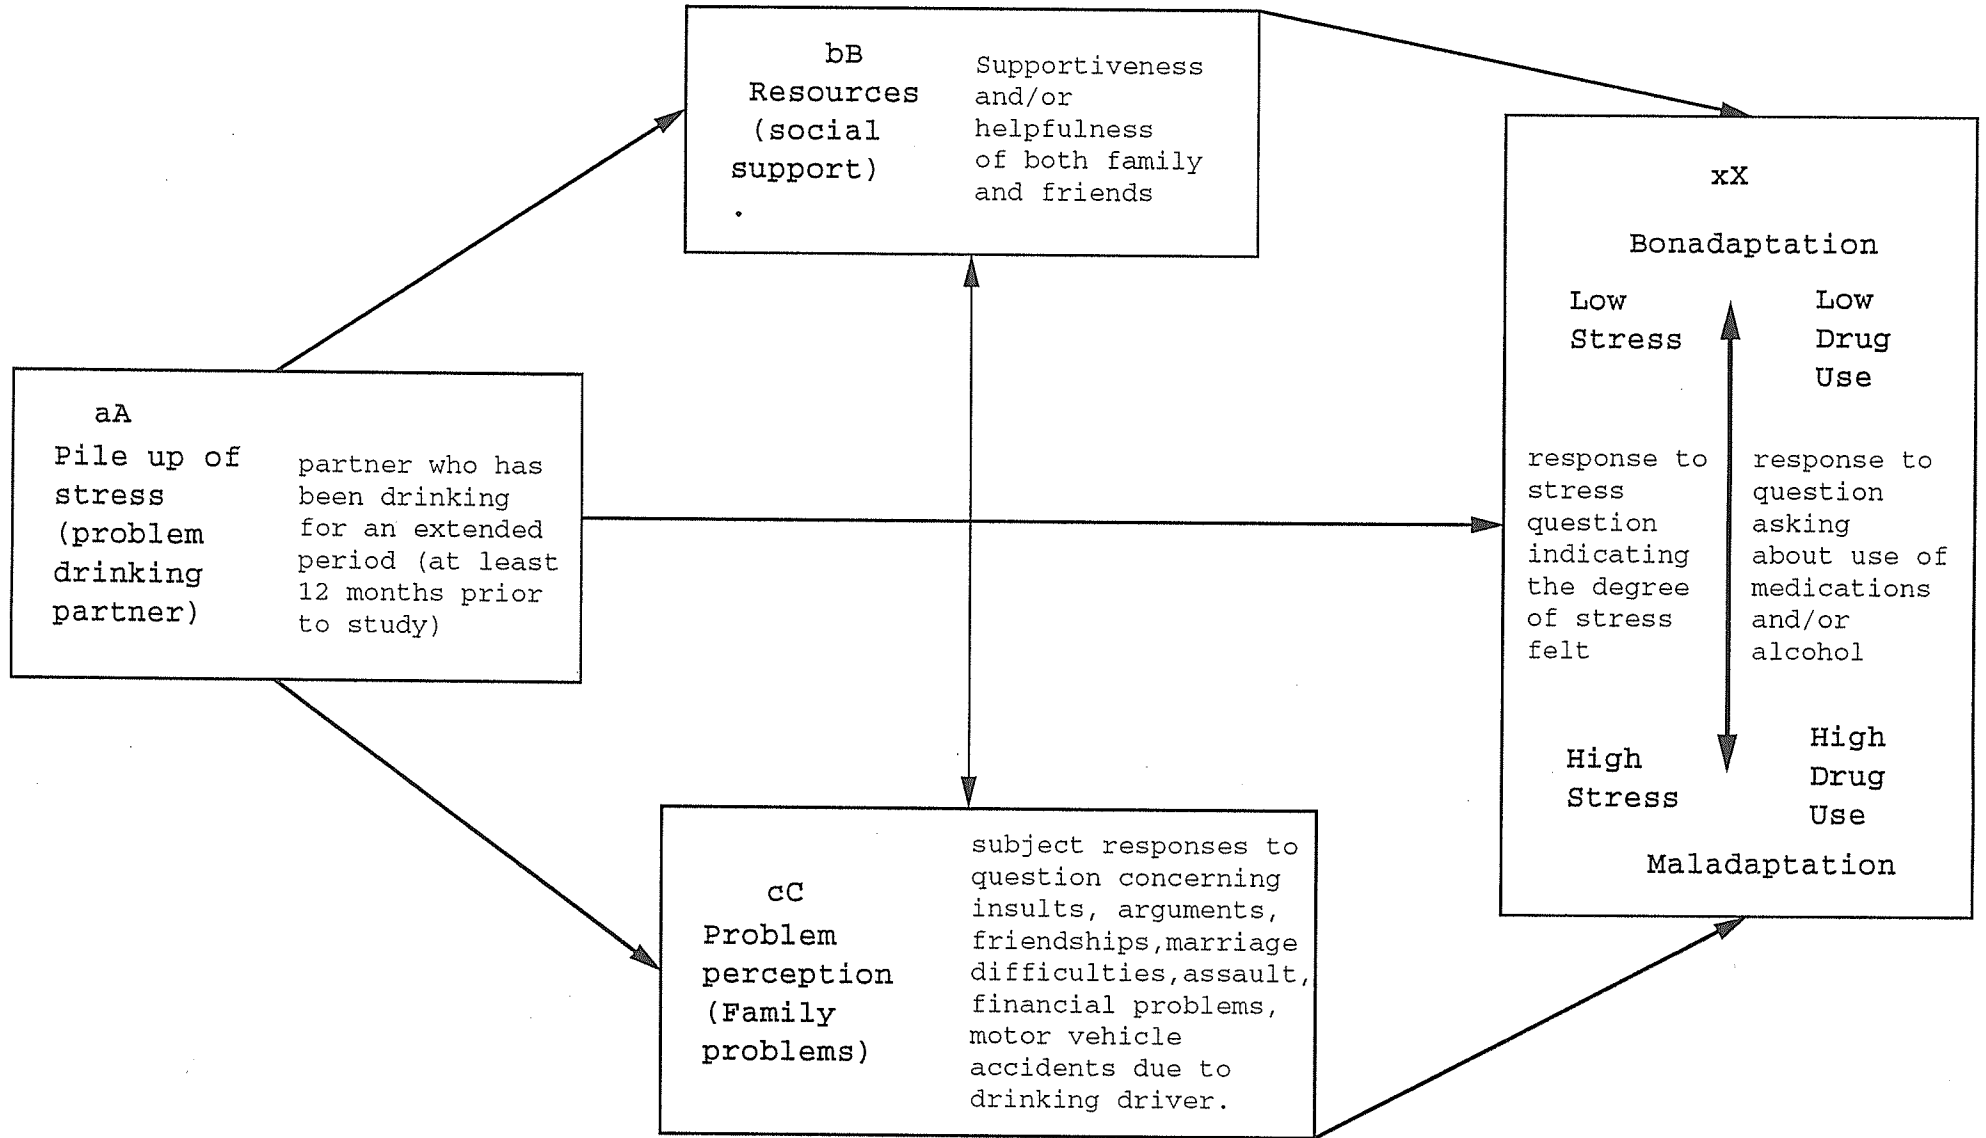 bB
Resources
(social
support)
Supportiveness
and/or
helpfulness
of both family
and friends
aA
Pile up of
stress
(problem
drinking
partner)
partner who has
been drinking
for an extended
period (at least
12 months prior
to study)
cC
Problem
perception
(Family
problems)
subject responses to
question concerning
insults, arguments,
friendships,marriage
difficulties,assault,
financial problems,
motor vehicle
accidents due to
drinking driver.
xX
Bonadaptation
Low
Stress
Low
Drug
Use
response to
stress
question
indicating
the degree
of stress
felt
response to
question
asking
about use of
medications
and/or
alcohol
High
Stress
High
Drug
Use
Maladaptation